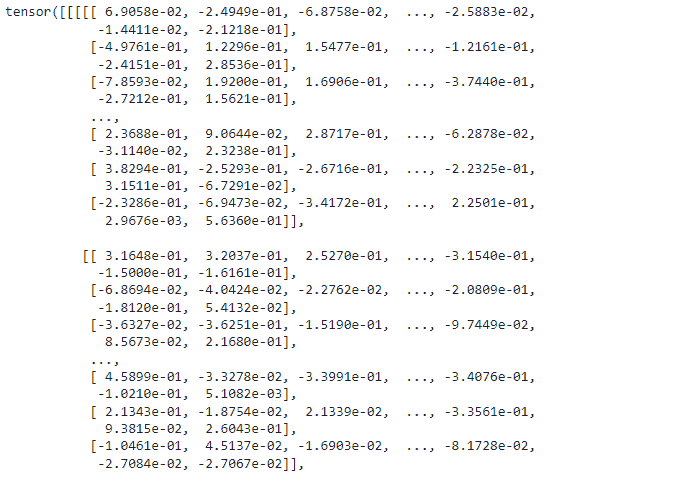 tensor([[[[[ 6.9058e-02, -2.4949e-01, -6.8758e-02,  ..., -2.5883e-02,
            -1.4411e-02, -2.1218e-01],
           [-4.9761e-01,  1.2296e-01,  1.5477e-01,  ..., -1.2161e-01,
            -2.4151e-01,  2.8536e-01],
           [-7.8593e-02,  1.9200e-01,  1.6906e-01,  ..., -3.7440e-01,
            -2.7212e-01,  1.5621e-01],
           ...,
           [ 2.3688e-01,  9.0644e-02,  2.8717e-01,  ..., -6.2878e-02,
            -3.1140e-02,  2.3238e-01],
           [ 3.8294e-01, -2.5293e-01, -2.6716e-01,  ..., -2.2325e-01,
             3.1511e-01, -6.7291e-02],
           [-2.3286e-01, -6.9473e-02, -3.4172e-01,  ...,  2.2501e-01,
             2.9676e-03,  5.6360e-01]],

          [[ 3.1648e-01,  3.2037e-01,  2.5270e-01,  ..., -3.1540e-01,
            -1.5000e-01, -1.6161e-01],
           [-6.8694e-02, -4.0424e-02, -2.2762e-02,  ..., -2.0809e-01,
            -1.8120e-01,  5.4132e-02],
           [-3.6327e-02, -3.6251e-01, -1.5190e-01,  ..., -9.7449e-02,
             8.5673e-02,  2.1680e-01],
           ...,
           [ 4.5899e-01, -3.3278e-02, -3.3991e-01,  ..., -3.4076e-01,
            -1.0210e-01,  5.1082e-03],
           [ 2.1343e-01, -1.8754e-02,  2.1339e-02,  ..., -3.3561e-01,
             9.3815e-02,  2.6043e-01],
           [-1.0461e-01,  4.5137e-02, -1.6903e-02,  ..., -8.1728e-02,
            -2.7084e-02, -2.7067e-02]],